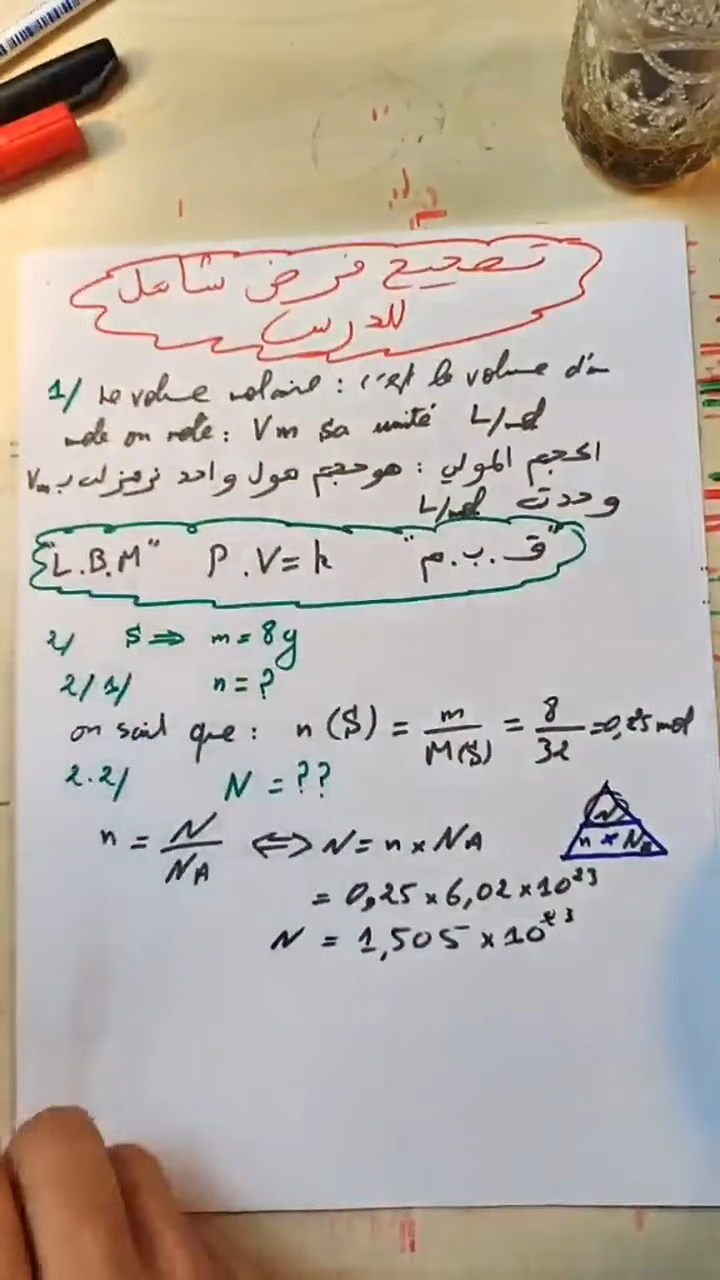 تصحيح فرض شامل
للدرس
1/ Le volume molaire : c'est le volume d'un
mole on note : Vm sa unité L/mol
الحجم المولي : هو حجم مول واحد نرمز له ب Vm
وحدته L/mol
"L.B.M" P.V=k "ق.ب.م"
2/ S ⇒ m = 8g
2/1/ n = ?
on sait que : n(S) = m/M(S) = 8/32 = 0,25 mol
2.2/ N = ??
n = N/NA ⇔ N = n × NA
N
n × NA
= 0,25 × 6,02 × 10²³
N = 1,505 × 10²³